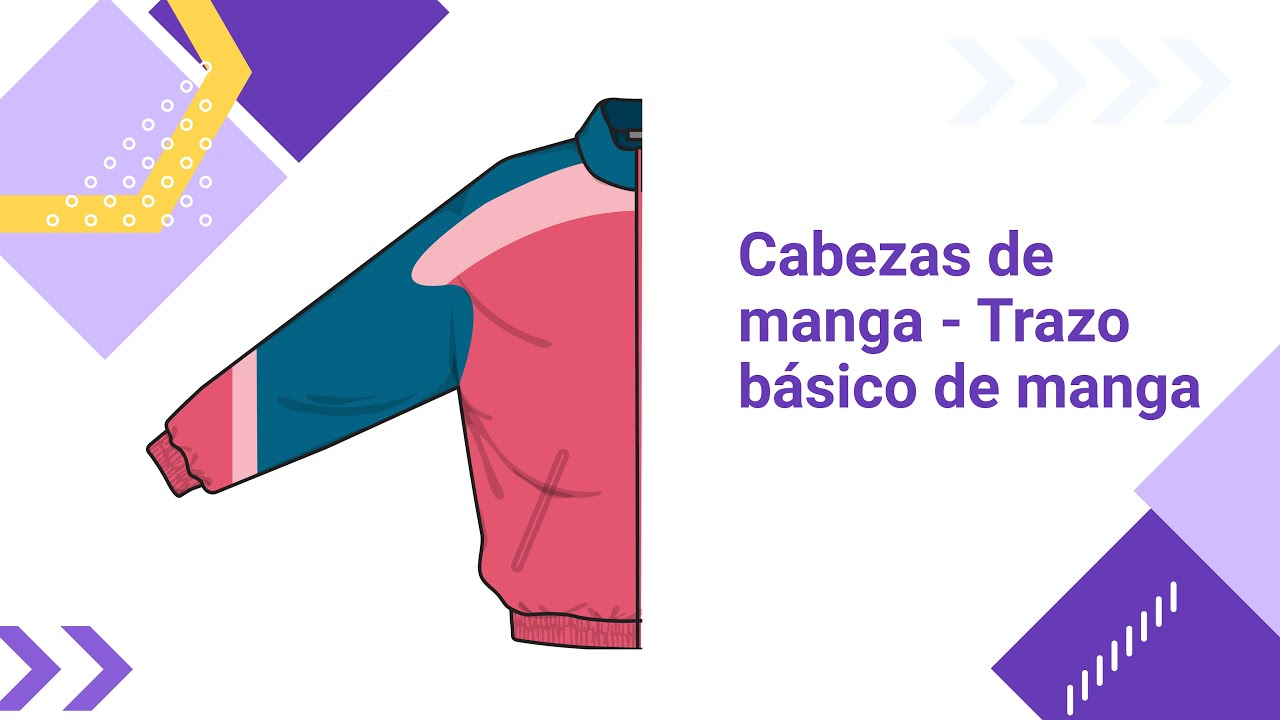 Cabezas de
manga - Trazo
básico de manga